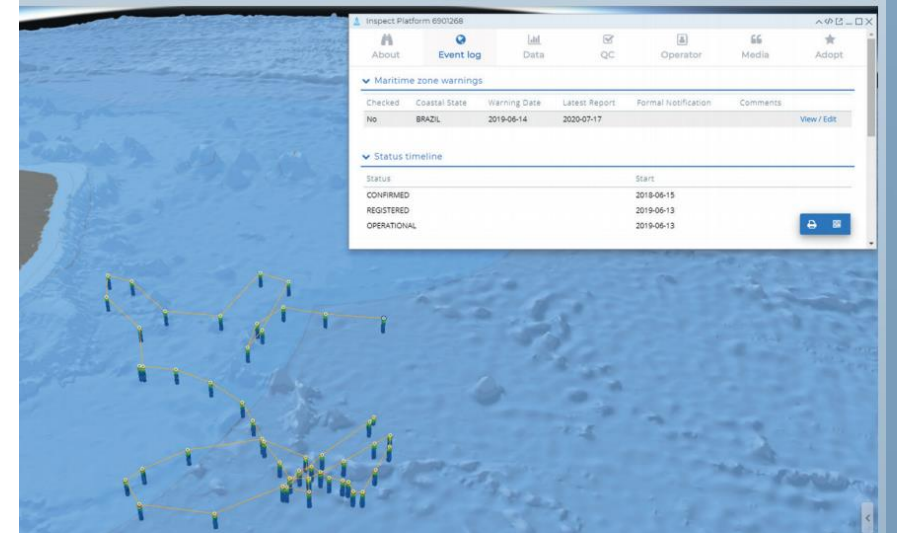 Inspect Platform 6901268
About Event log Data QC Operator Media Adopt
Maritime zone warnings
Checked Coastal State Warning Date Latest Report Formal Notification Comments
No BRAZIL 2019-06-14 2020-07-17 View / Edit
Status timeline
Status Start
CONFIRMED 2018-06-15
REGISTERED 2019-06-13
OPERATIONAL 2019-06-13